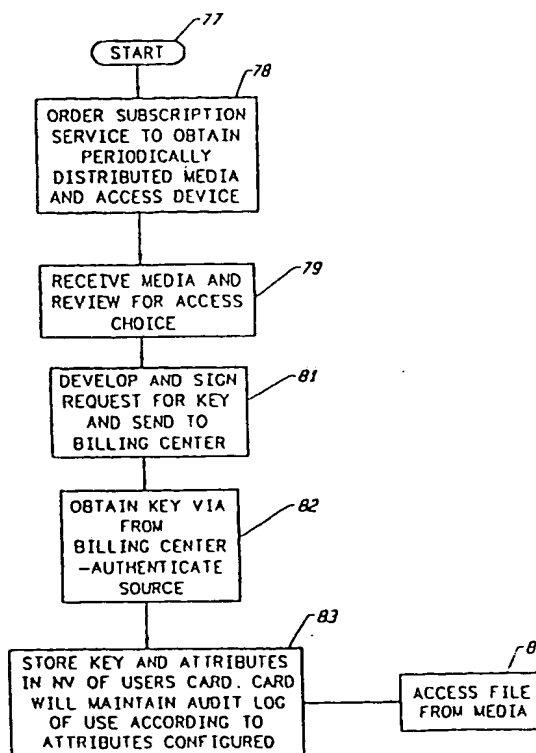 77
START
78
ORDER SUBSCRIPTION
SERVICE TO OBTAIN
PERIODICALLY
DISTRIBUTED MEDIA
AND ACCESS DEVICE
79
RECEIVE MEDIA AND
REVIEW FOR ACCESS
CHOICE
81
DEVELOP AND SIGN
REQUEST FOR KEY
AND SEND TO
BILLING CENTER
82
OBTAIN KEY VIA
FROM
BILLING CENTER
-AUTHENTICATE
SOURCE
83
STORE KEY AND ATTRIBUTES
IN NV OF USERS CARD. CARD
WILL MAINTAIN AUDIT LOG
OF USE ACCORDING TO
ATTRIBUTES CONFIGURED
ACCESS FILE
FROM MEDIA